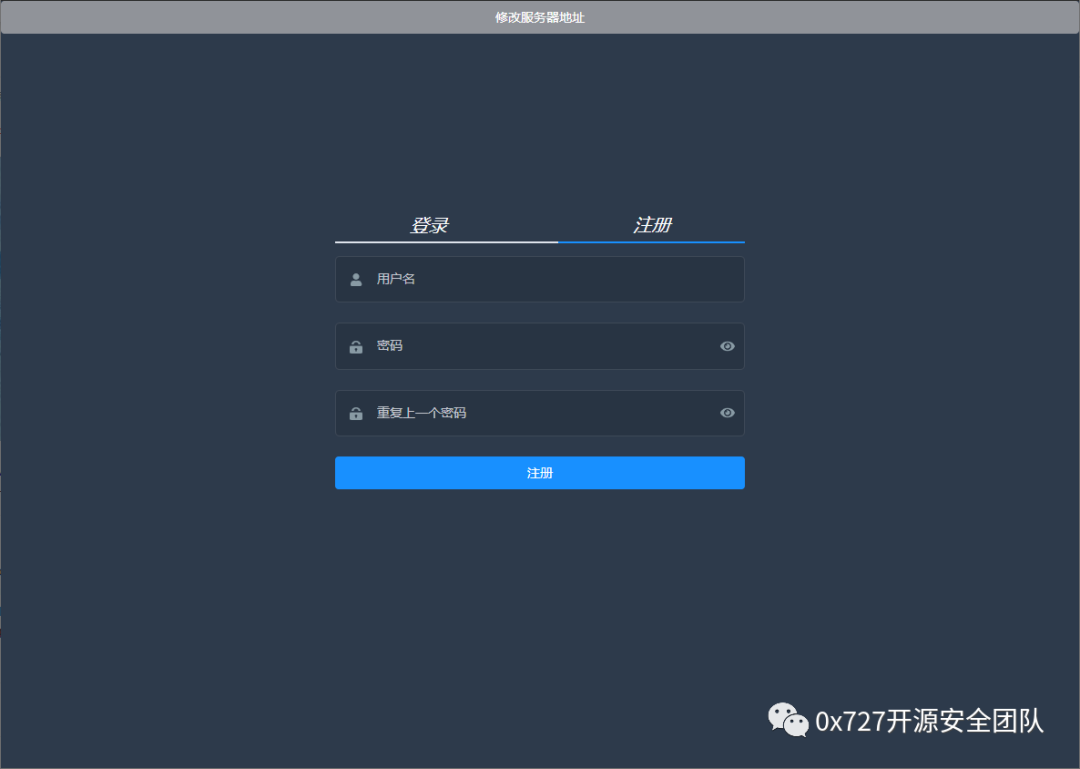 修改服务器地址
登录 注册
用户名
密码
重复上一个密码
注册
0x727开源安全团队